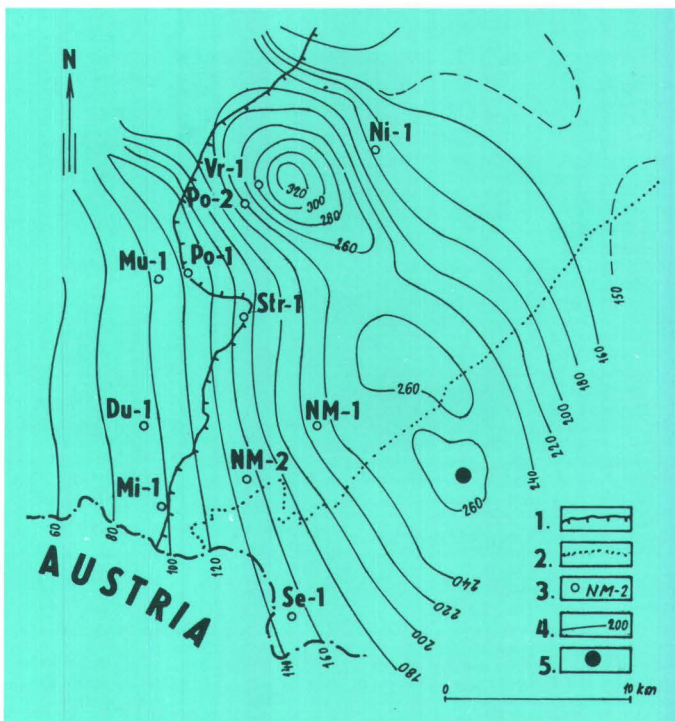 N
Ni-1
Vr-1
Po-2
320
300
280
260
Mu-1
Po-1
150
Str-1
160
180
260
200
Du-1
NM-1
220
240
NM-2
Mi-1
260
60
80
100
120
AUSTRIA
240
220
Se-1
200
180
160
141
1.
2.
3. NM-2
4. 200
5.
0 10 km